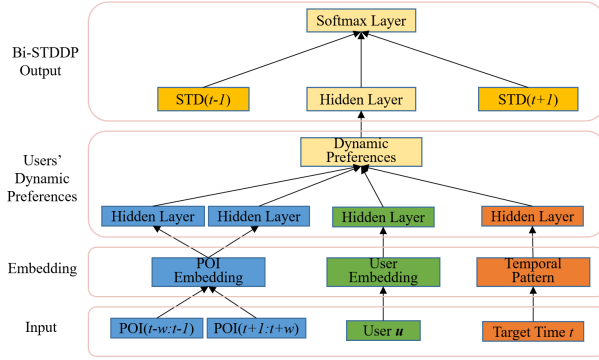 Softmax Layer
Bi-STDDP
Output
STD(t-1)
Hidden Layer
STD(t+1)
Users'
Dynamic
Preferences
Dynamic
Preferences
Hidden Layer
Hidden Layer
Hidden Layer
Hidden Layer
Embedding
POI
Embedding
User
Embedding
Temporal
Pattern
Input
POI(t-w:t-1)
POI(t+1:t+w)
User u
Target Time t